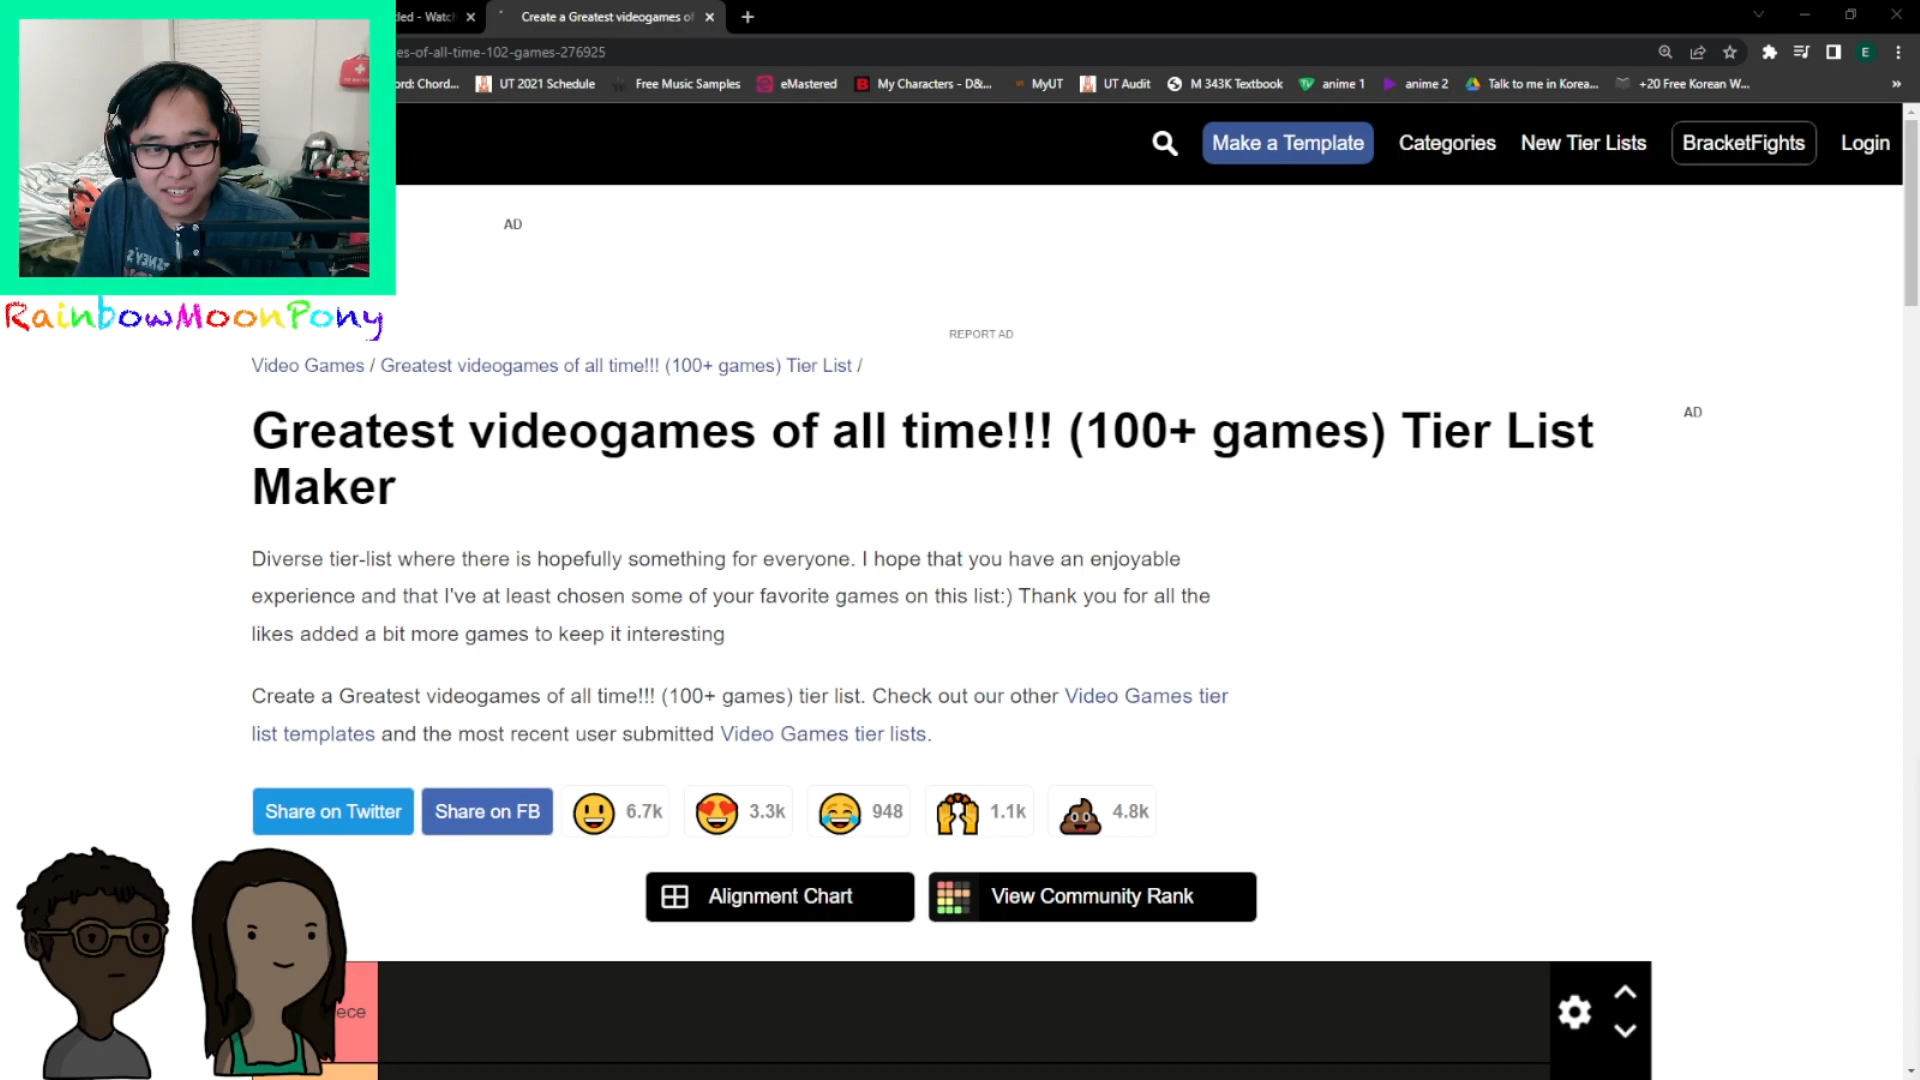 ded - Watch
Create a Greatest videogames of
es-of-all-time-102-games-276925
E
ord: Chord...
UT 2021 Schedule
Free Music Samples
eMastered
My Characters - D&...
MyUT
UT Audit
M 343K Textbook
anime 1
anime 2
Talk to me in Korea...
+20 Free Korean W...
»
Make a Template
Categories
New Tier Lists
BracketFights
Login
AD
RainbowMoonPony
REPORT AD
Video Games / Greatest videogames of all time!!! (100+ games) Tier List /
AD
Greatest videogames of all time!!! (100+ games) Tier List
Maker
Diverse tier-list where there is hopefully something for everyone. I hope that you have an enjoyable
experience and that I've at least chosen some of your favorite games on this list:) Thank you for all the
likes added a bit more games to keep it interesting
Create a Greatest videogames of all time!!! (100+ games) tier list. Check out our other Video Games tier
list templates and the most recent user submitted Video Games tier lists.
Share on Twitter
Share on FB
6.7k
3.3k
948
1.1k
4.8k
Alignment Chart
View Community Rank
ece